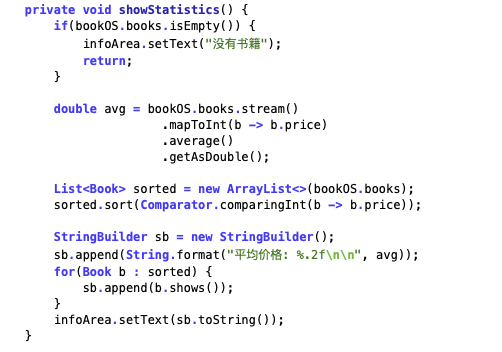 private void showStatistics() {
    if(bookOS.books.isEmpty()) {
        infoArea.setText("没有书籍");
        return;
    }

    double avg = bookOS.books.stream()
                   .mapToInt(b -> b.price)
                   .average()
                   .getAsDouble();

    List<Book> sorted = new ArrayList<>(bookOS.books);
    sorted.sort(Comparator.comparingInt(b -> b.price));

    StringBuilder sb = new StringBuilder();
    sb.append(String.format("平均价格: %.2f\n\n", avg));
    for(Book b : sorted) {
        sb.append(b.shows());
    }
    infoArea.setText(sb.toString());
}